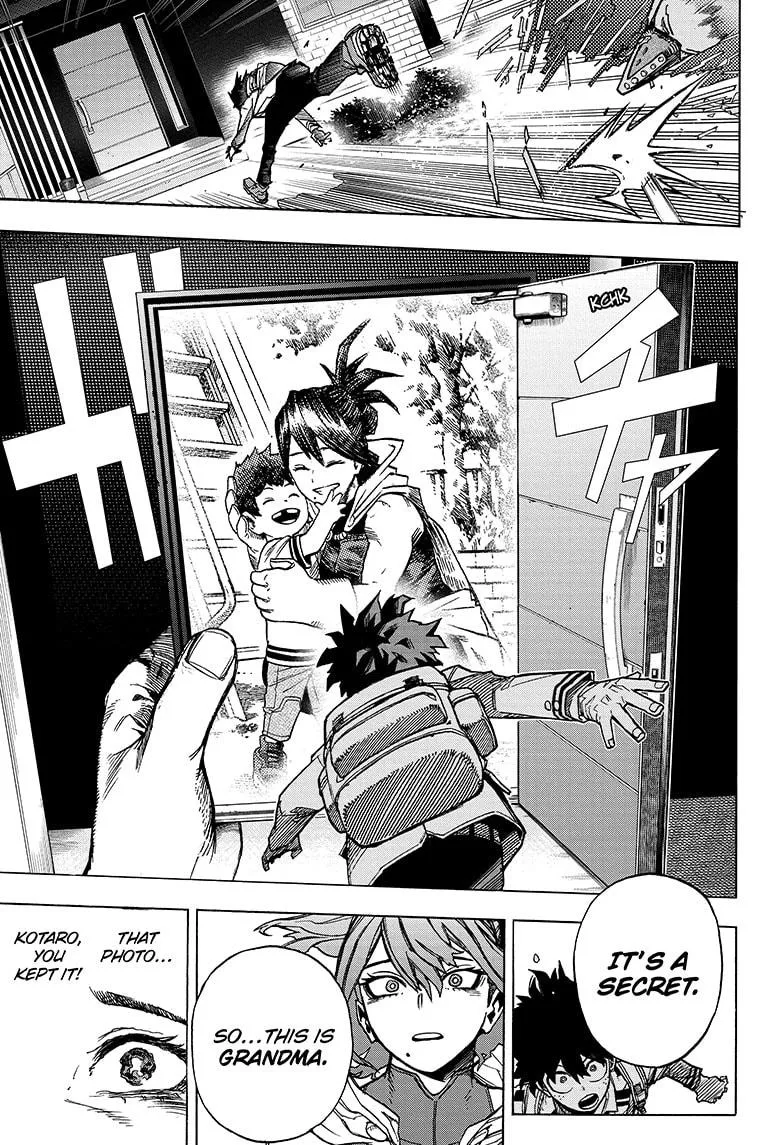 ガチャ
KCHK
IT'S A
SECRET.
SO...THIS IS
GRANDMA.
THAT
PHOTO...
KOTARO,
YOU
KEPT IT!